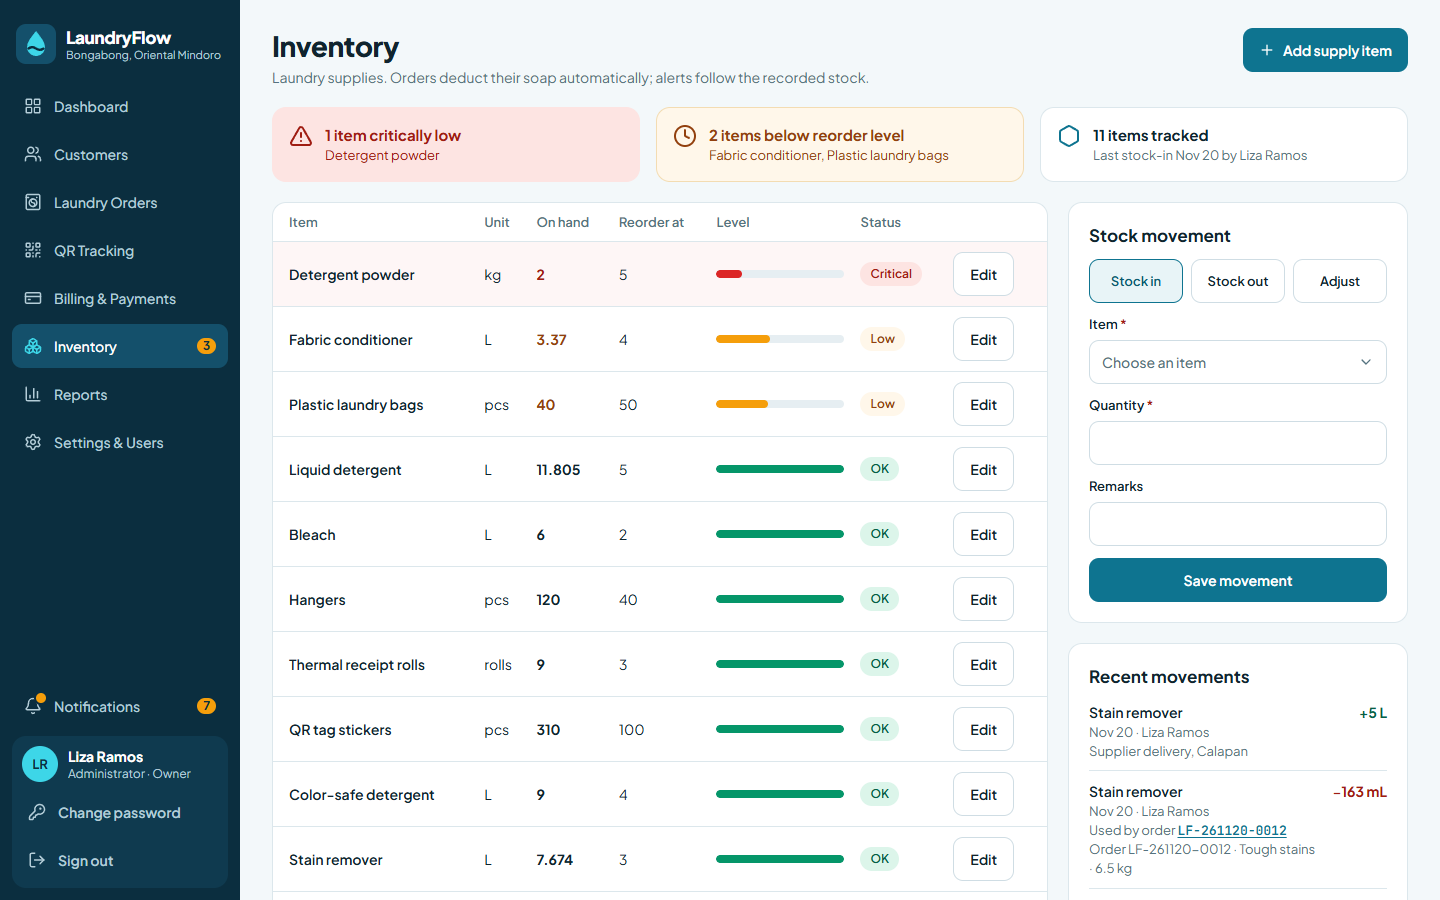 LaundryFlow
Bongabong, Oriental Mindoro
Dashboard
Customers
Laundry Orders
QR Tracking
Billing & Payments
Inventory 3
Reports
Settings & Users
Notifications 7
LR
Liza Ramos
Administrator · Owner
Change password
Sign out
Inventory
Laundry supplies. Orders deduct their soap automatically; alerts follow the recorded stock.
+ Add supply item
1 item critically low
Detergent powder
2 items below reorder level
Fabric conditioner, Plastic laundry bags
11 items tracked
Last stock-in Nov 20 by Liza Ramos
Item Unit On hand Reorder at Level Status
Detergent powder kg 2 5 Critical Edit
Fabric conditioner L 3.37 4 Low Edit
Plastic laundry bags pcs 40 50 Low Edit
Liquid detergent L 11.805 5 OK Edit
Bleach L 6 2 OK Edit
Hangers pcs 120 40 OK Edit
Thermal receipt rolls rolls 9 3 OK Edit
QR tag stickers pcs 310 100 OK Edit
Color-safe detergent L 9 4 OK Edit
Stain remover L 7.674 3 OK Edit
Stock movement
Stock in Stock out Adjust
Item *
Choose an item
Quantity *
Remarks
Save movement
Recent movements
Stain remover +5 L
Nov 20 · Liza Ramos
Supplier delivery, Calapan
Stain remover −163 mL
Nov 20 · Liza Ramos
Used by order LF-261120-0012
Order LF-261120-0012 · Tough stains
· 6.5 kg